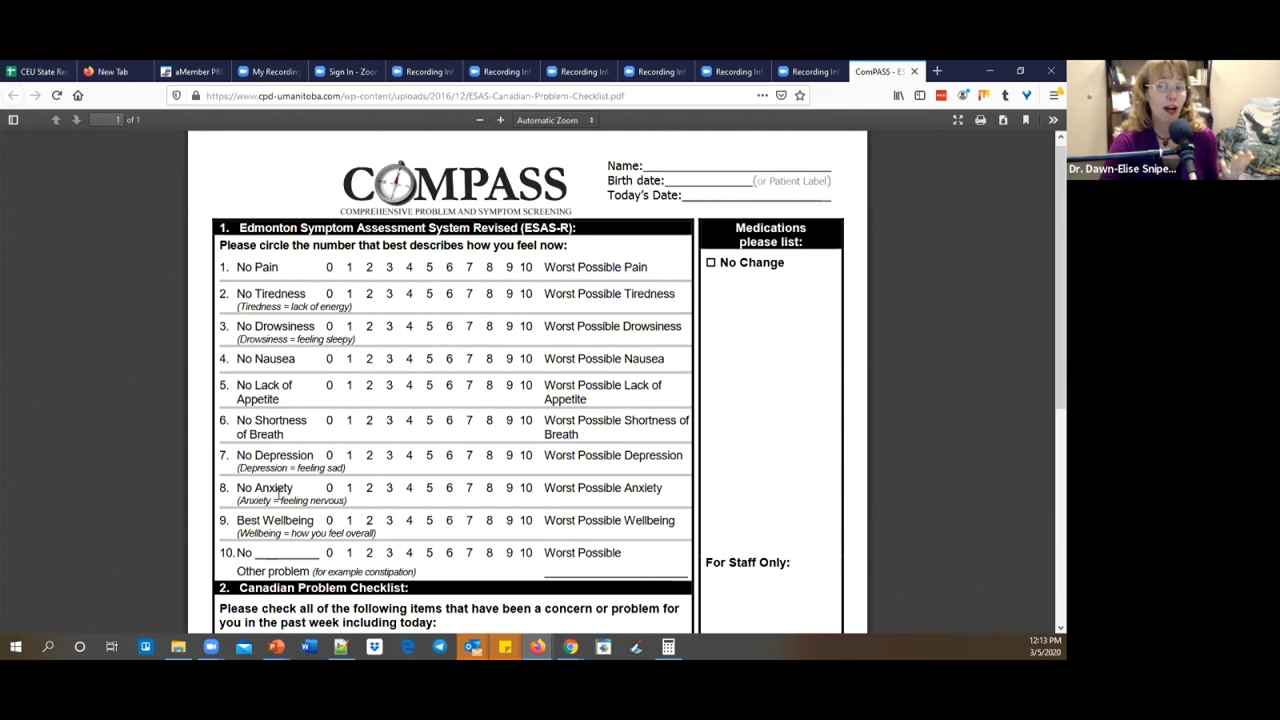 CEU State Re
New Tab
aMember PR
My Recording
Sign In - Zoo
Recording Inf
Recording Inf
Recording Inf
Recording Inf
Recording Inf
Recording Inf
ComPASS - ES
https://www.cpd-umanitoba.com/wp-content/uploads/2016/12/ESAS-Canadian-Problem-Checklist.pdf
1 of 1
Automatic Zoom
Dr. Dawn-Elise Snipe...
COMPASS
COMPREHENSIVE PROBLEM AND SYMPTOM SCREENING
Name:
Birth date: (or Patient Label)
Today's Date:
1. Edmonton Symptom Assessment System Revised (ESAS-R):
Please circle the number that best describes how you feel now:
1. No Pain 0 1 2 3 4 5 6 7 8 9 10 Worst Possible Pain
2. No Tiredness 0 1 2 3 4 5 6 7 8 9 10 Worst Possible Tiredness
(Tiredness = lack of energy)
3. No Drowsiness 0 1 2 3 4 5 6 7 8 9 10 Worst Possible Drowsiness
(Drowsiness = feeling sleepy)
4. No Nausea 0 1 2 3 4 5 6 7 8 9 10 Worst Possible Nausea
5. No Lack of 0 1 2 3 4 5 6 7 8 9 10 Worst Possible Lack of
Appetite Appetite
6. No Shortness 0 1 2 3 4 5 6 7 8 9 10 Worst Possible Shortness of
of Breath Breath
7. No Depression 0 1 2 3 4 5 6 7 8 9 10 Worst Possible Depression
(Depression = feeling sad)
8. No Anxiety 0 1 2 3 4 5 6 7 8 9 10 Worst Possible Anxiety
(Anxiety = feeling nervous)
9. Best Wellbeing 0 1 2 3 4 5 6 7 8 9 10 Worst Possible Wellbeing
(Wellbeing = how you feel overall)
10. No ________ 0 1 2 3 4 5 6 7 8 9 10 Worst Possible
Other problem (for example constipation)
2. Canadian Problem Checklist:
Please check all of the following items that have been a concern or problem for
you in the past week including today:
Medications
please list:
No Change
For Staff Only:
12:13 PM
3/5/2020